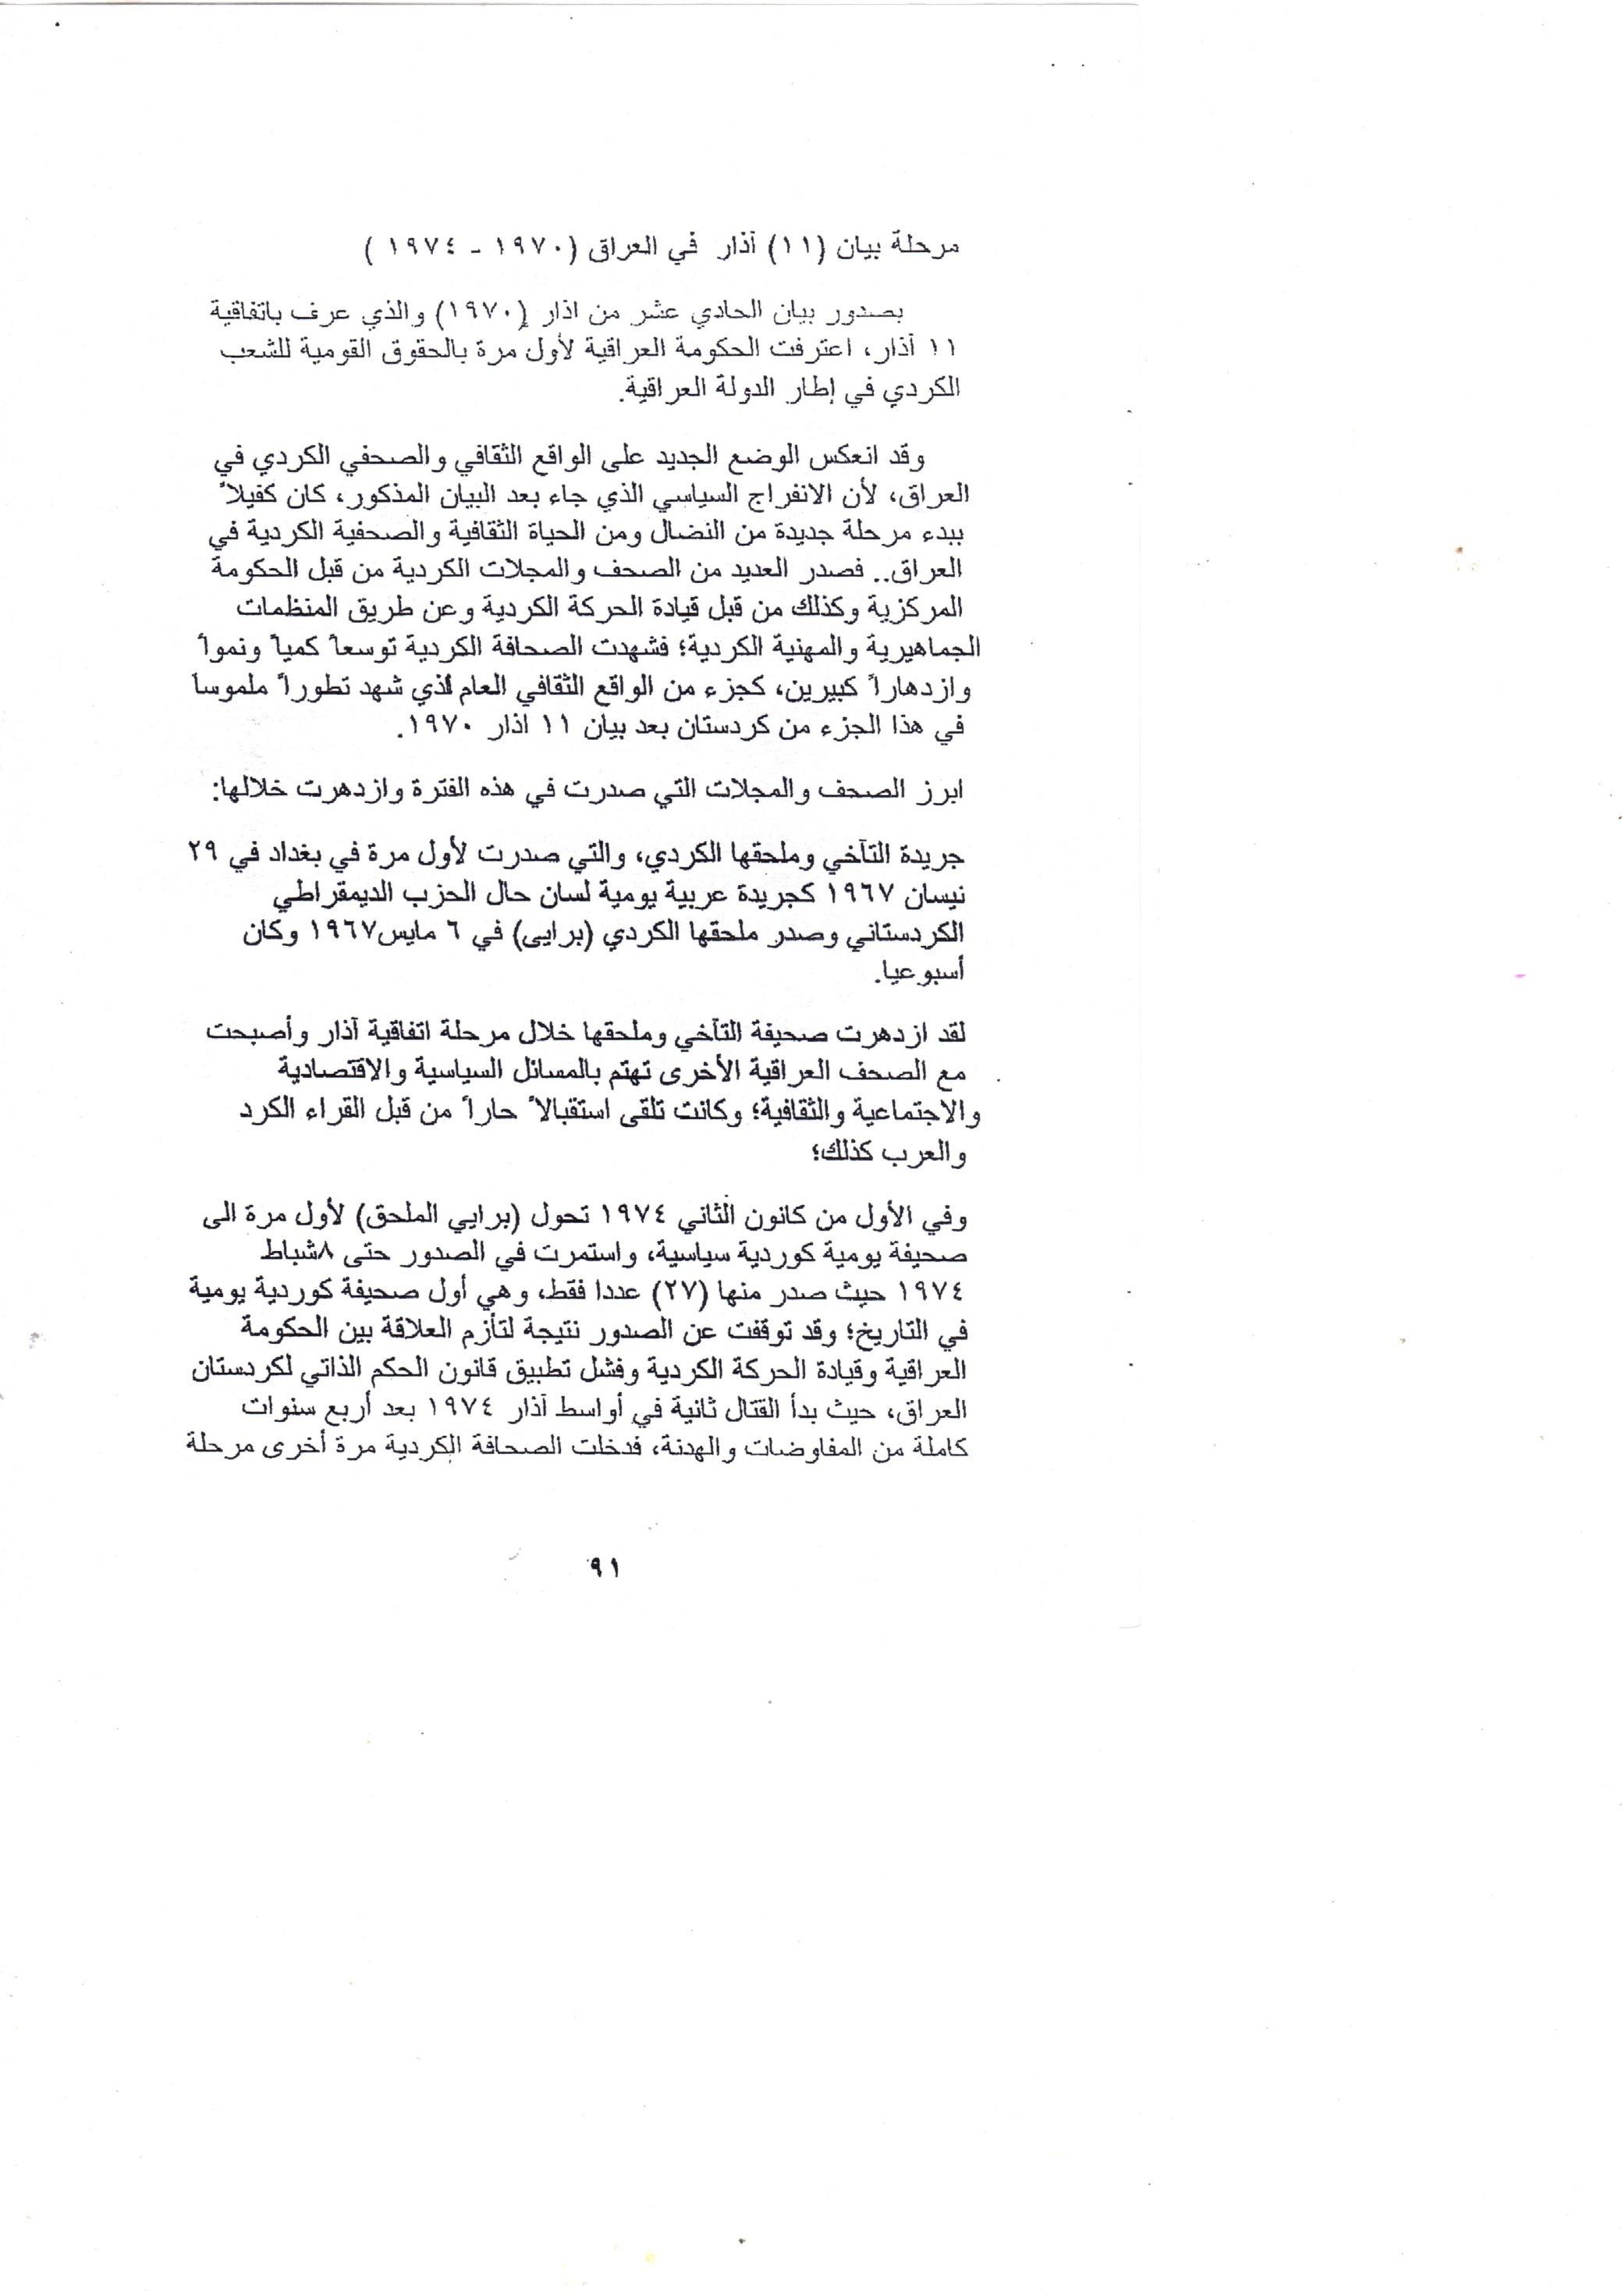 مرحلة بيان (١١) آذار في العراق (١٩٧٠ - ١٩٧٤ )
بصدور بيان الحادي عشر من اذار (١٩٧٠) والذي عرف باتفاقية
١١ آذار، اعترفت الحكومة العراقية لأول مرة بالحقوق القومية للشعب
الكردي في إطار الدولة العراقية.
وقد انعكس الوضع الجديد على الواقع الثقافي والصحفي الكردي في
العراق، لأن الانفراج السياسي الذي جاء بعد البيان المذكور، كان كفيلاً
ببدء مرحلة جديدة من النضال ومن الحياة الثقافية والصحفية الكردية في
العراق.. فصدر العديد من الصحف والمجلات الكردية من قبل الحكومة
المركزية وكذلك من قبل قيادة الحركة الكردية وعن طريق المنظمات
الجماهيرية والمهنية الكردية؛ فشهدت الصحافة الكردية توسعاً كمياً ونمواً
وازدهاراً كبيرين، كجزء من الواقع الثقافي العام لذي شهد تطوراً ملموسا
في هذا الجزء من كردستان بعد بيان ١١ اذار ١٩٧٠.
ابرز الصحف والمجلات التي صدرت في هذه الفترة وازدهرت خلالها:
جريدة التآخي وملحقها الكردي، والتي صدرت لأول مرة في بغداد في ٢٩
نيسان ١٩٦٧ كجريدة عربية يومية لسان حال الحزب الديمقراطي
الكردستاني وصدر ملحقها الكردي (برايى) في ٦ مايس١٩٦٧ وكان
أسبوعيا.
لقد ازدهرت صحيفة التآخي وملحقها خلال مرحلة اتفاقية آذار وأصبحت
مع الصحف العراقية الأخرى تهتم بالمسائل السياسية والاقتصادية
والاجتماعية والثقافية؛ وكانت تلقى استقبالاً حاراً من قبل القراء الكرد
والعرب كذلك؛
وفي الأول من كانون الثاني ١٩٧٤ تحول (برايي الملحق) لأول مرة الى
صحيفة يومية كوردية سياسية، واستمرت في الصدور حتى ٨شباط
١٩٧٤ حيث صدر منها (٢٧) عددا فقط، وهي أول صحيفة كوردية يومية
في التاريخ؛ وقد توقفت عن الصدور نتيجة لتأزم العلاقة بين الحكومة
العراقية وقيادة الحركة الكردية وفشل تطبيق قانون الحكم الذاتي لكردستان
العراق، حيث بدأ القتال ثانية في أواسط آذار ١٩٧٤ بعد أربع سنوات
كاملة من المفاوضات والهدنة، فدخلت الصحافة الكردية مرة أخرى مرحلة
٩١